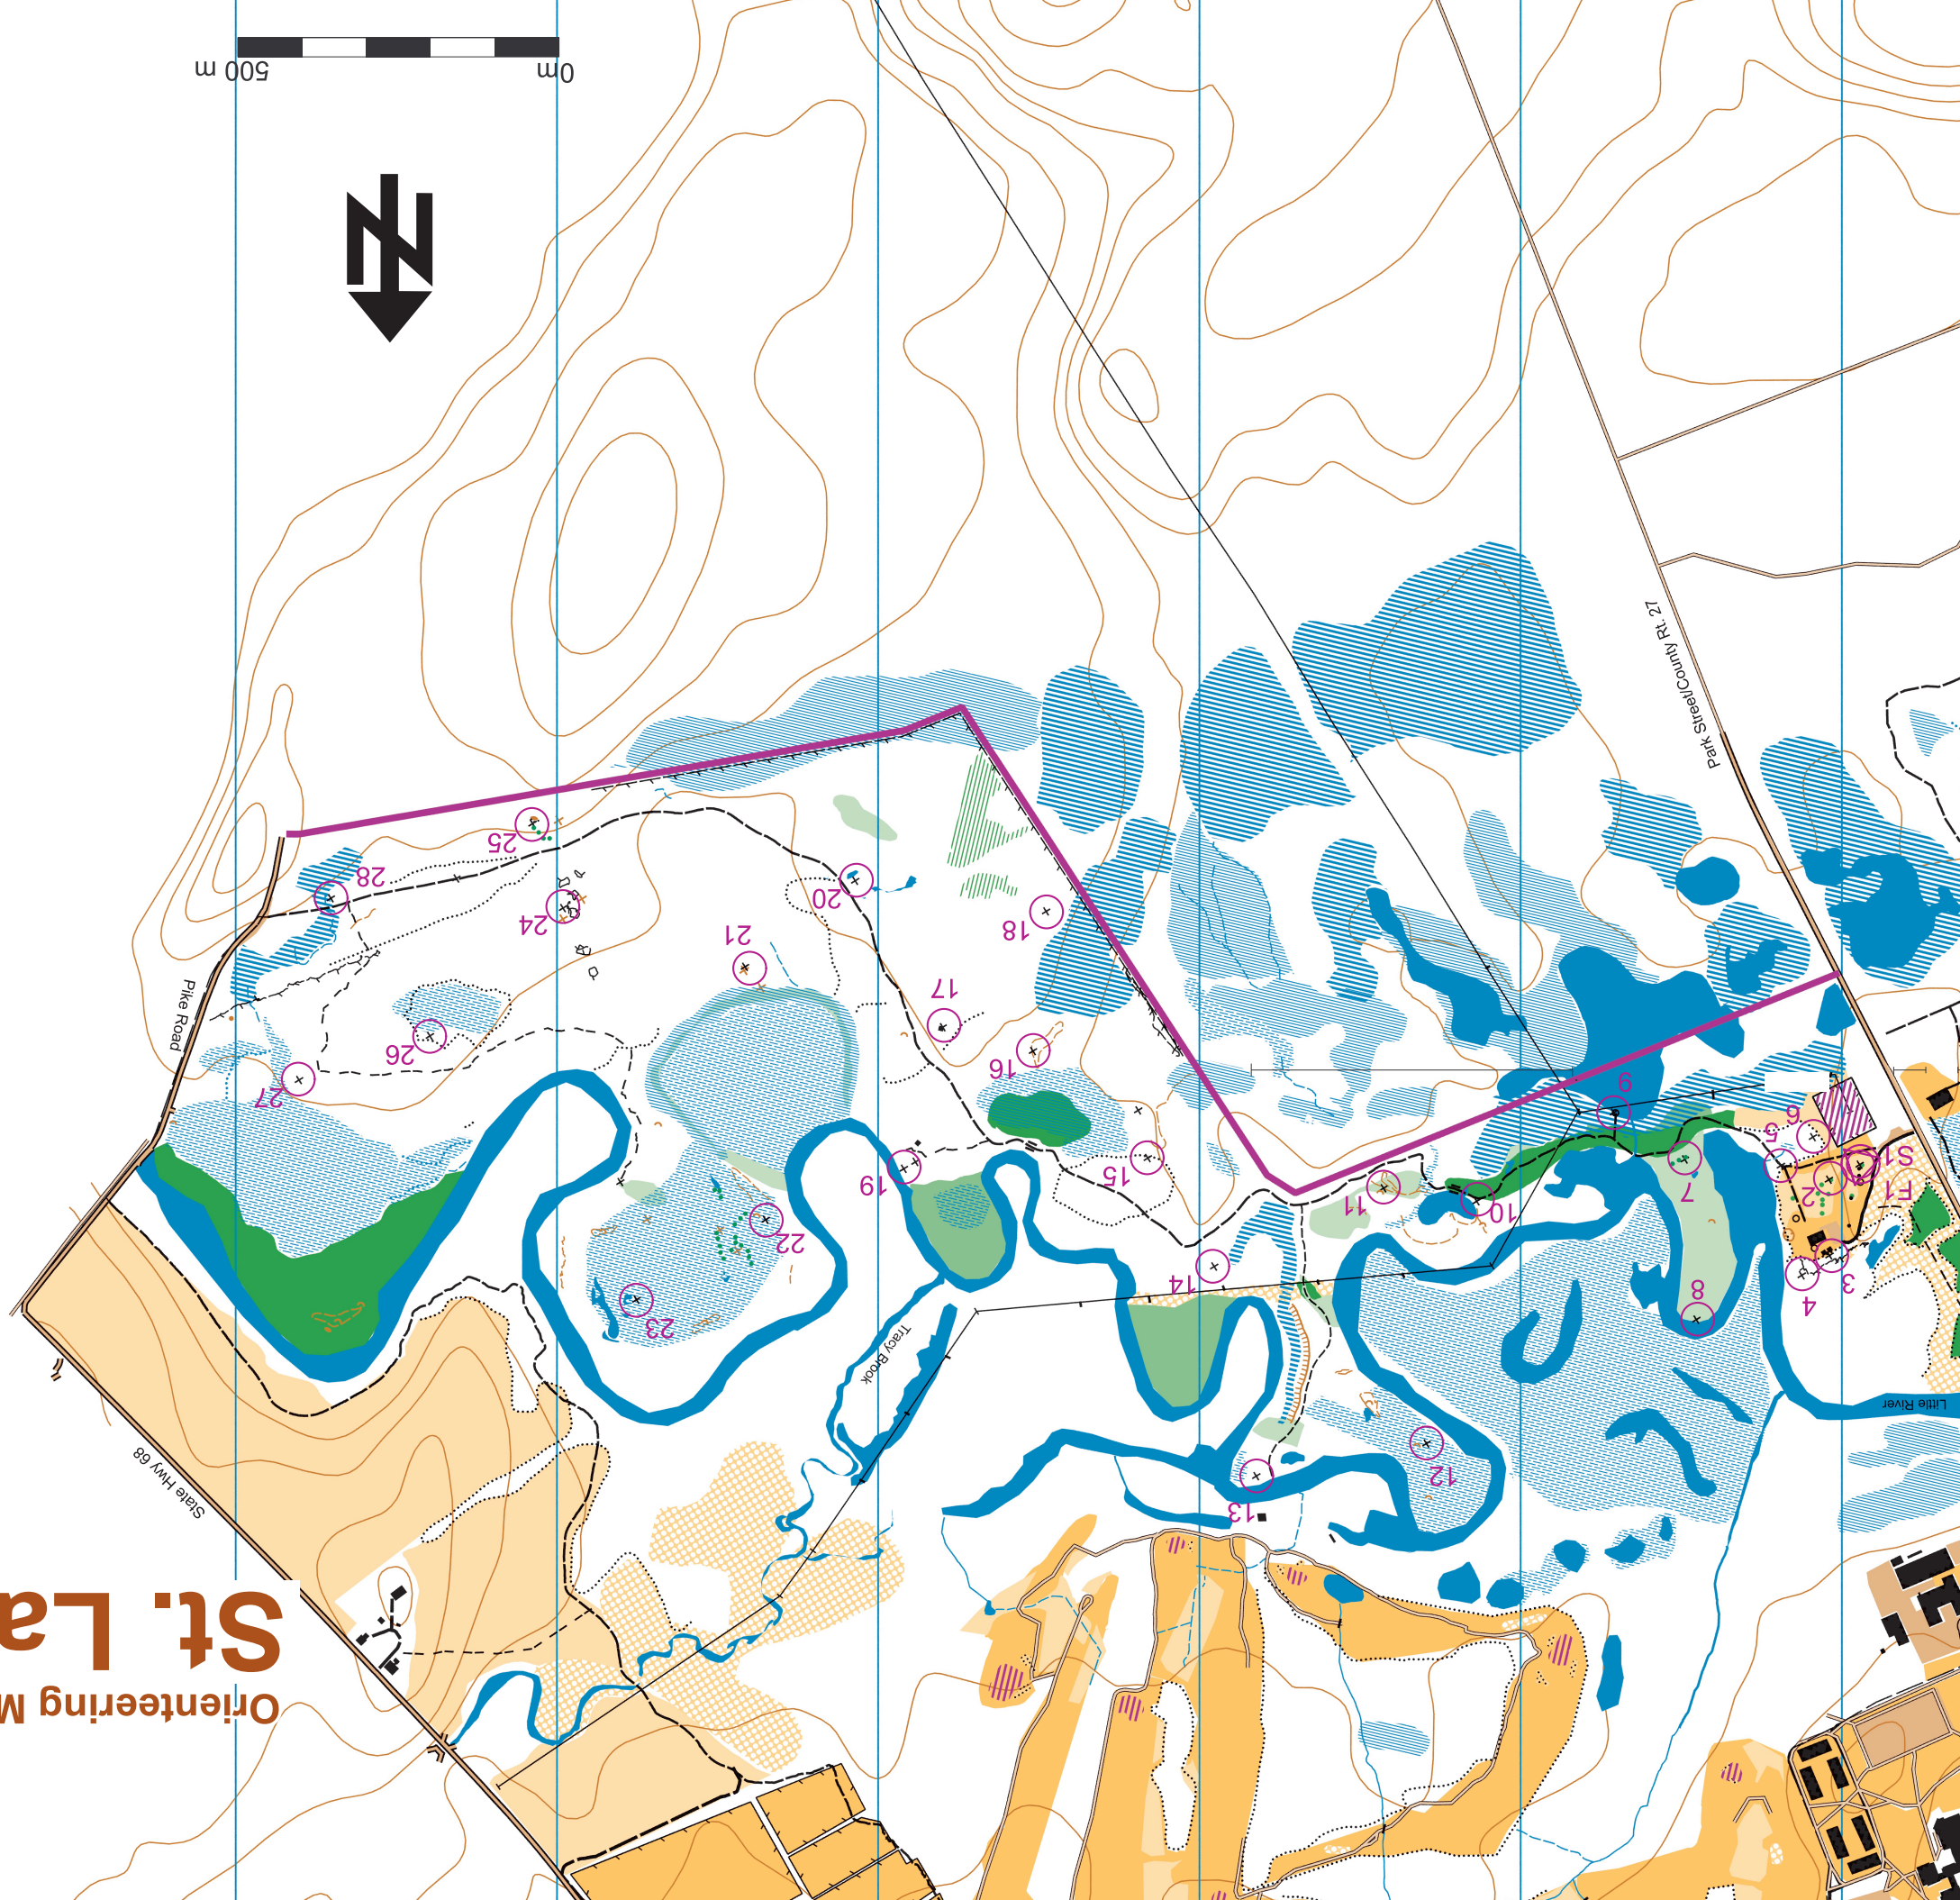 Orienteering M
St. La
13
State Hwy 68
12
Little River
Tracy Brook
23
4
8
3
14
22
10
11
2
7
F1
19
15
S1
5
6
27
9
16
26
Pike Road
17
21
18
24
20
28
25
Park Street/County Rt. 27
N
0m
500 m